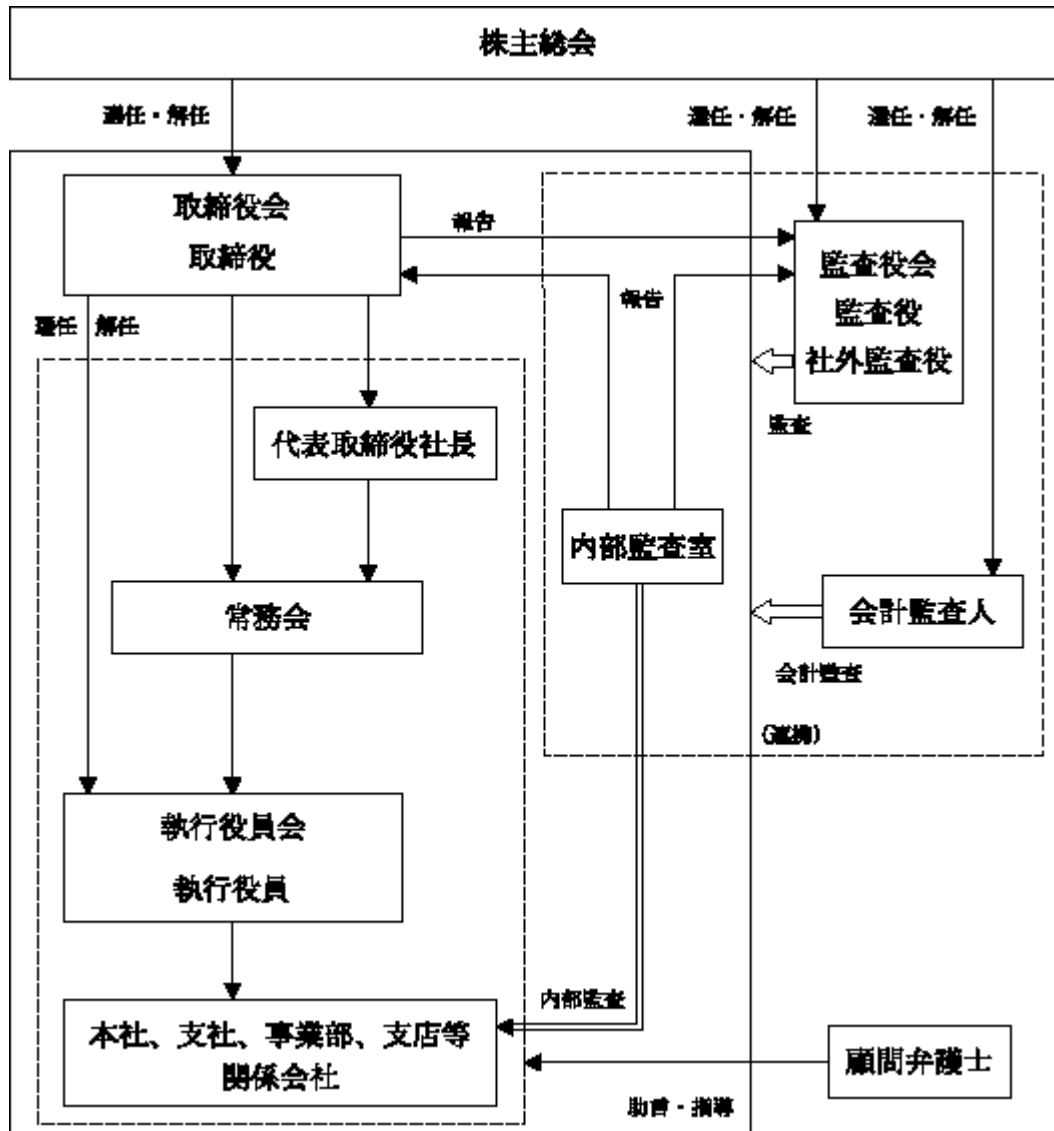 株主総会
選任・解任
選任・解任
選任・解任
取締役会
取締役
報告
監査役会
監査役
社外監査役
報告
選任
解任
監査
代表取締役社長
内部監査室
常務会
会計監査人
会計監査
(連携)
執行役員会
執行役員
内部監査
本社、支社、事業部、支店等
関係会社
顧問弁護士
助言・指導